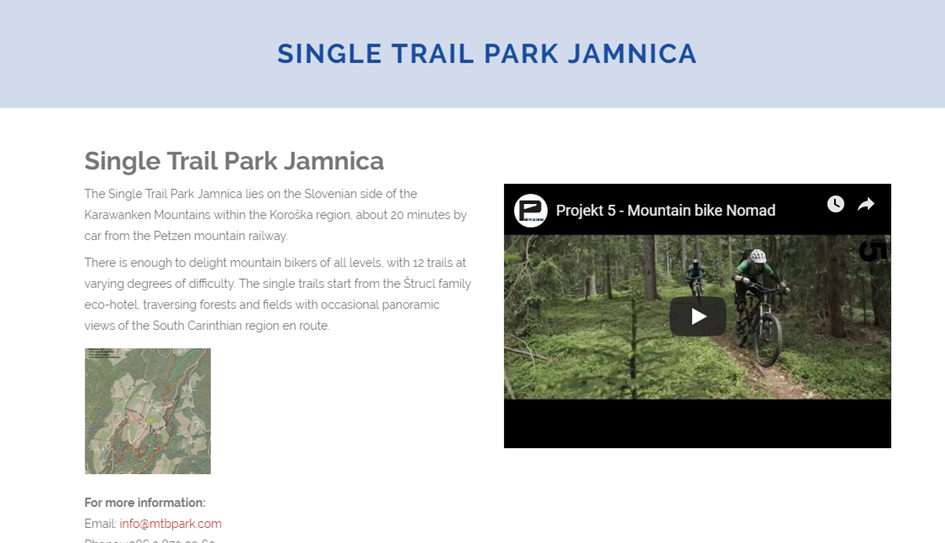 SINGLE TRAIL PARK JAMNICA
Single Trail Park Jamnica
The Single Trail Park Jamnica lies on the Slovenian side of the
Karawanken Mountains within the Koroška region, about 20 minutes by
car from the Petzen mountain railway.
There is enough to delight mountain bikers of all levels, with 12 trails at
varying degrees of difficulty. The single trails start from the Štrucl family
eco-hotel, traversing forests and fields with occasional panoramic
views of the South Carinthian region en route.
Projekt 5 - Mountain bike Nomad
5
For more information:
Email: info@mtbpark.com